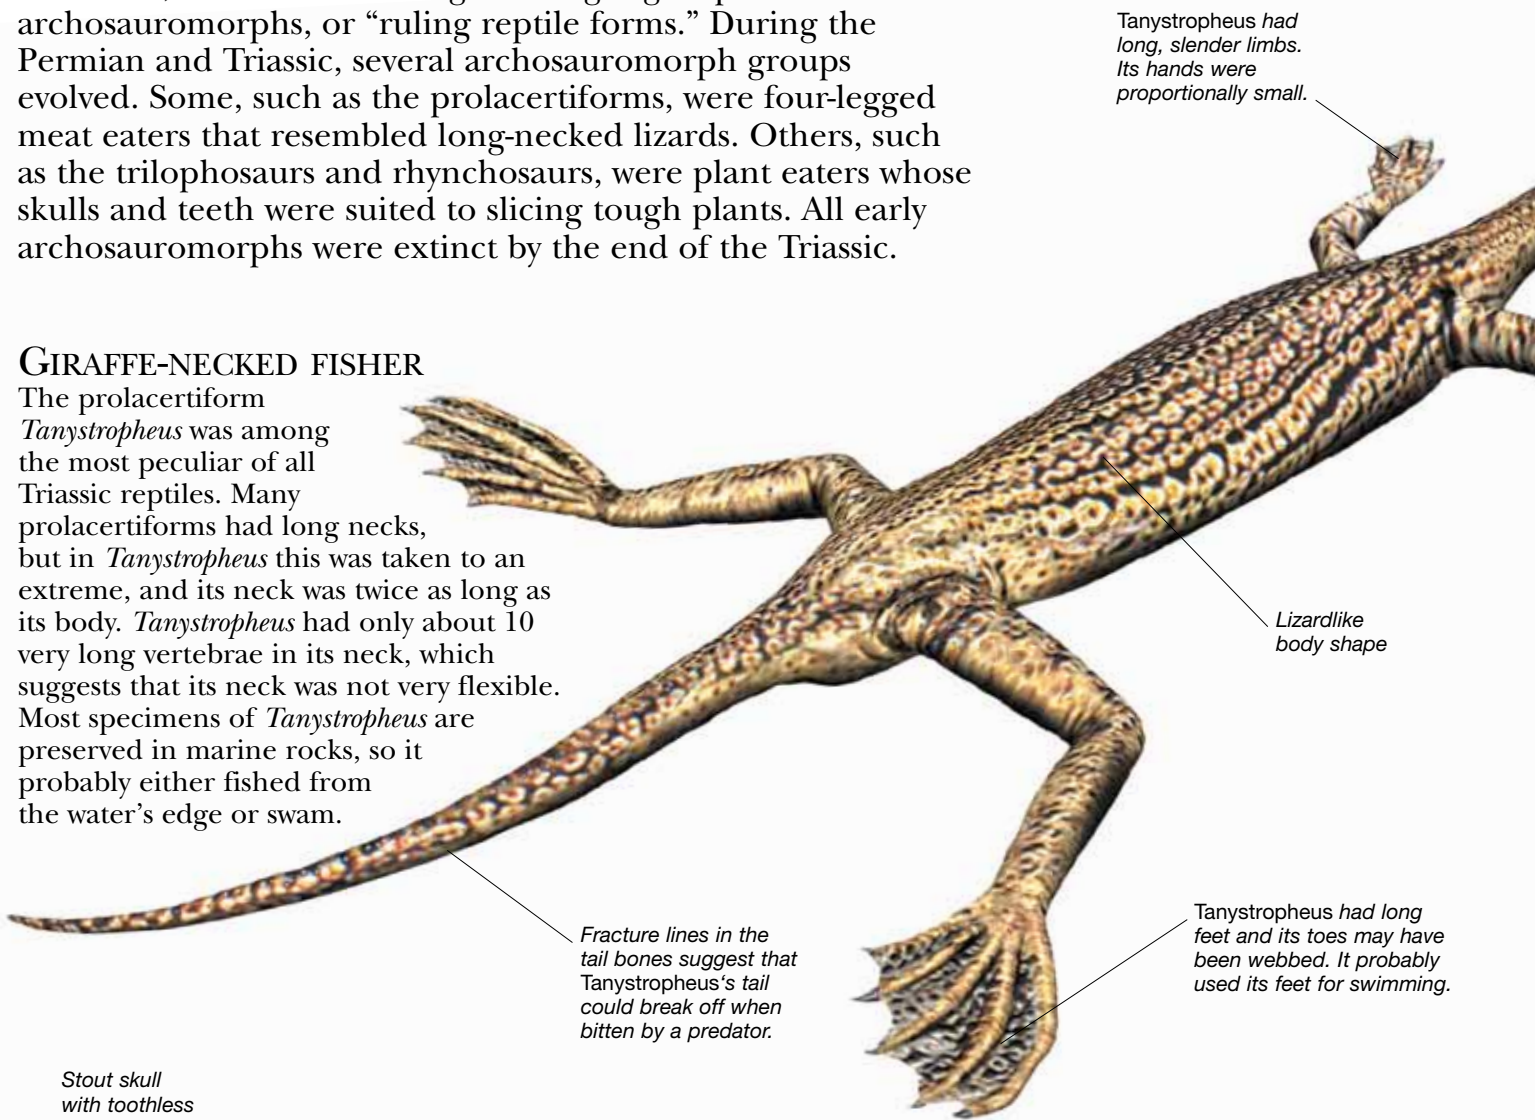 archosauromorphs, or “ruling reptile forms.” During the
Permian and Triassic, several archosauromorph groups
evolved. Some, such as the prolacertiforms, were four-legged
meat eaters that resembled long-necked lizards. Others, such
as the trilophosaurs and rhynchosaurs, were plant eaters whose
skulls and teeth were suited to slicing tough plants. All early
archosauromorphs were extinct by the end of the Triassic.
Tanystropheus had
long, slender limbs.
Its hands were
proportionally small.
GIRAFFE-NECKED FISHER
The prolacertiform
Tanystropheus was among
the most peculiar of all
Triassic reptiles. Many
prolacertiforms had long necks,
but in Tanystropheus this was taken to an
extreme, and its neck was twice as long as
its body. Tanystropheus had only about 10
very long vertebrae in its neck, which
suggests that its neck was not very flexible.
Most specimens of Tanystropheus are
preserved in marine rocks, so it
probably either fished from
the water’s edge or swam.
Lizardlike
body shape
Fracture lines in the
tail bones suggest that
Tanystropheus‘s tail
could break off when
bitten by a predator.
Tanystropheus had long
feet and its toes may have
been webbed. It probably
used its feet for swimming.
Stout skull
with toothless